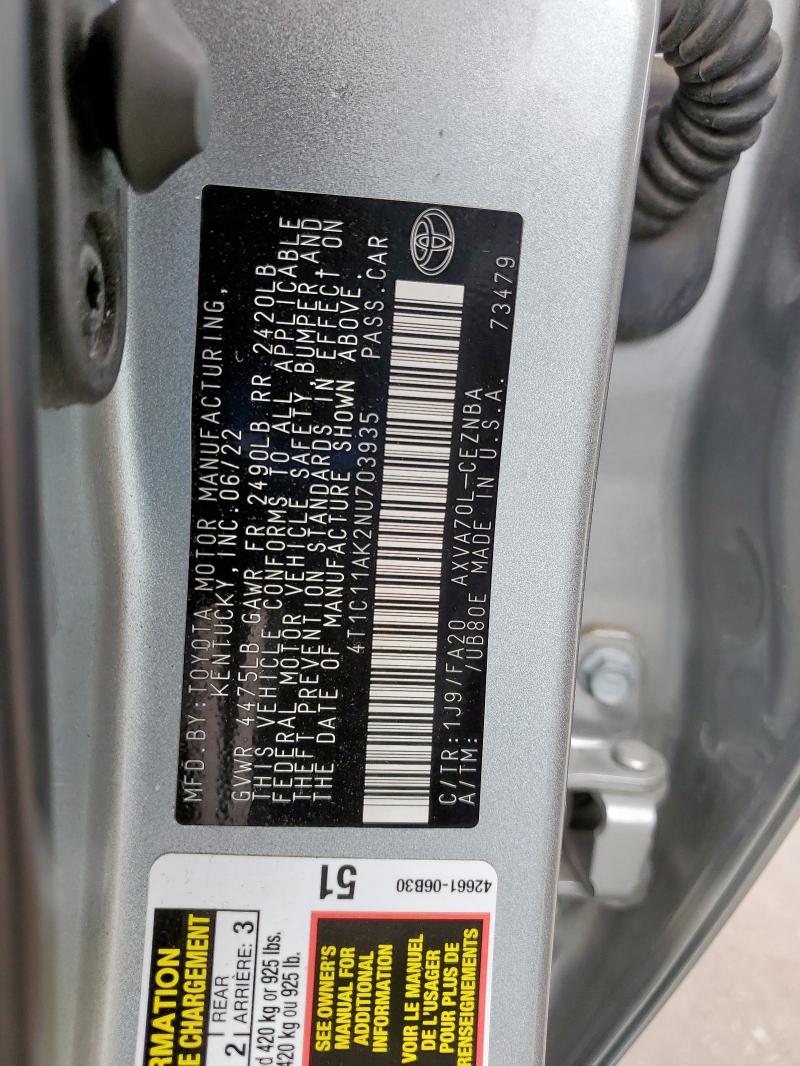 MFD.BY:TOYOTA MOTOR MANUFACTURING,
KENTUCKY, INC. 06/22
GVWR 4475LB GAWR FR 2490LB RR 2420LB
THIS VEHICLE CONFORMS TO ALL APPLICABLE
FEDERAL MOTOR VEHICLE SAFETY, BUMPER, AND
THEFT PREVENTION STANDARDS IN EFFECT ON
THE DATE OF MANUFACTURE SHOWN ABOVE.
4T1C11AK2NU703935 PASS.CAR
C/TR:1J9/FA20 AXVA70L-CEZNBA
A/TM: /UB80E MADE IN U.S.A. 73479
51
42661-06B30
RMATION
E CHARGEMENT
2 REAR
ARRIÈRE: 3
d 420 kg or 925 lbs.
420 kg ou 925 lb.
SEE OWNER'S
MANUAL FOR
ADDITIONAL
INFORMATION
VOIR LE MANUEL
DE L'USAGER
POUR PLUS DE
RENSEIGNEMENTS